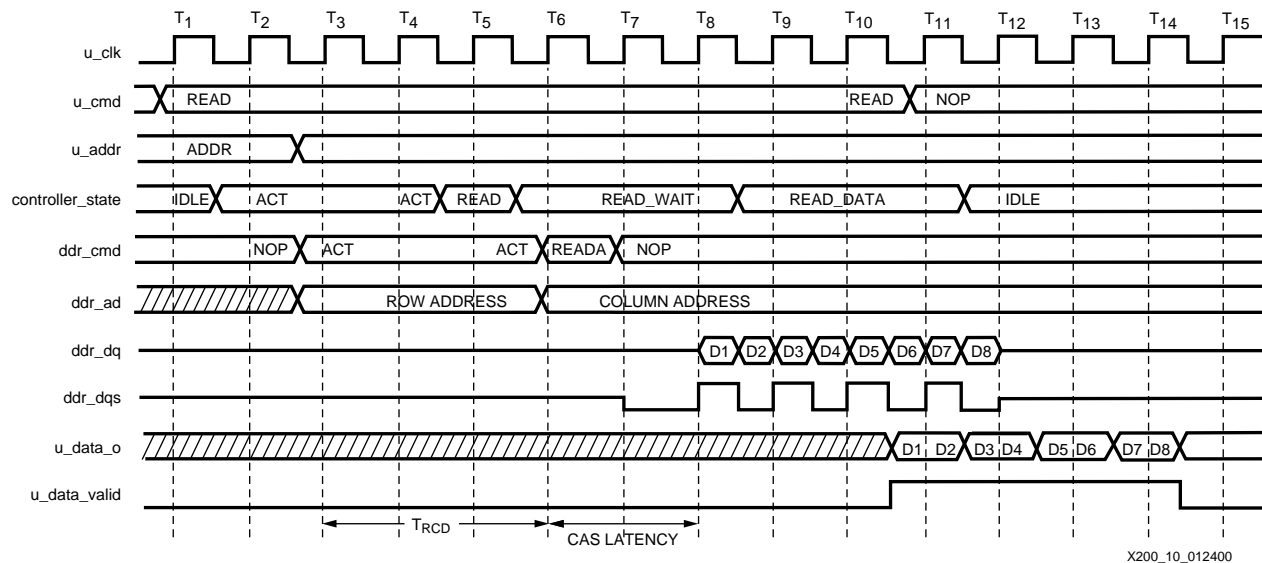 T1 T2 T3 T4 T5 T6 T7 T8 T9 T10 T11 T12 T13 T14 T15
u_clk
u_cmd READ READ NOP
u_addr ADDR
controller_state IDLE ACT ACT READ READ_WAIT READ_DATA IDLE
ddr_cmd NOP ACT ACT READA NOP
ddr_ad ROW ADDRESS COLUMN ADDRESS
ddr_dq D1 D2 D3 D4 D5 D6 D7 D8
ddr_dqs
u_data_o D1 D2 D3 D4 D5 D6 D7 D8
u_data_valid
TRCD CAS LATENCY
X200_10_012400